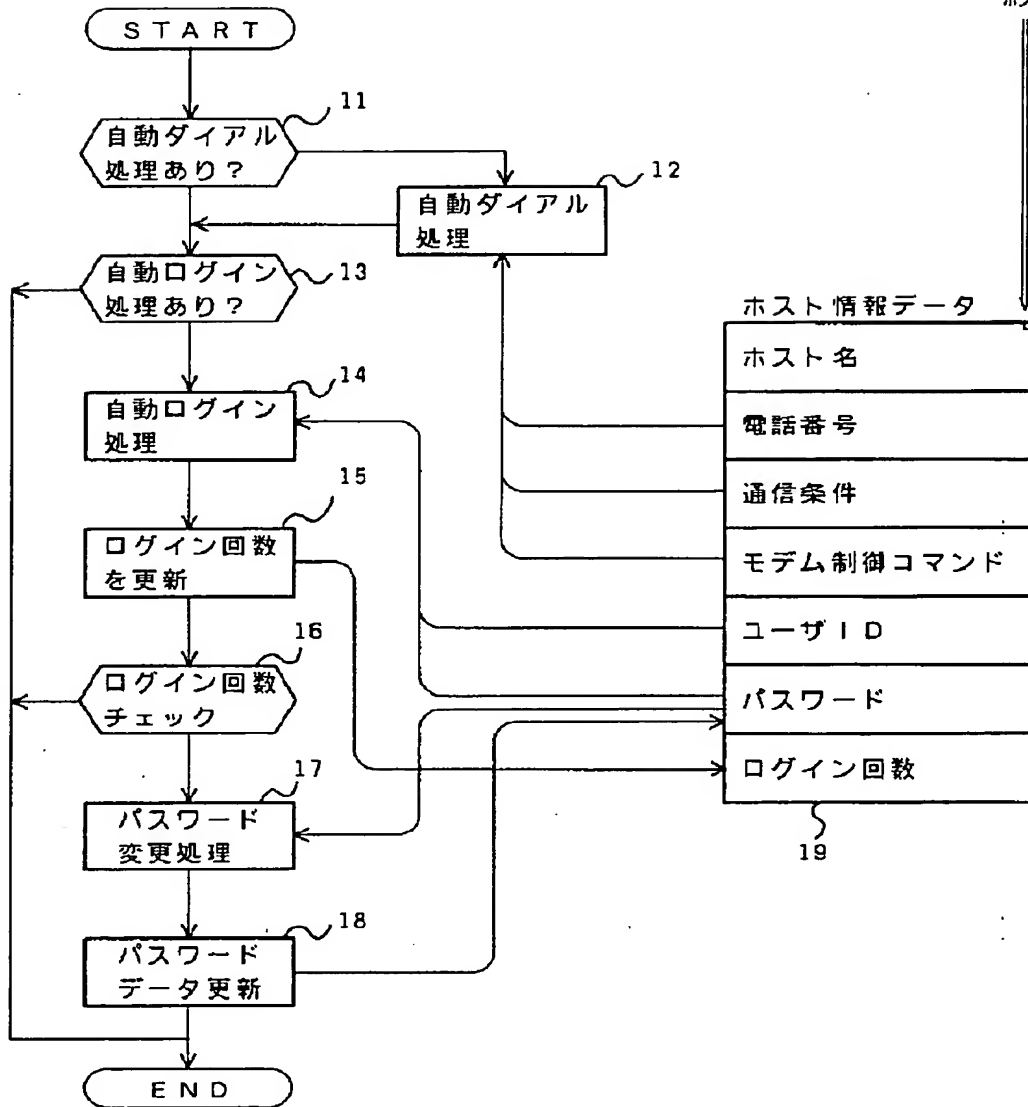 START
11
自動ダイアル
処理あり?
12
自動ダイアル
処理
13
自動ログイン
処理あり?
14
自動ログイン
処理
15
ログイン回数
を更新
16
ログイン回数
チェック
17
パスワード
変更処理
18
パスワード
データ更新
END
ホスト情報データ
ホスト名
電話番号
通信条件
モデム制御コマンド
ユーザID
パスワード
ログイン回数
19